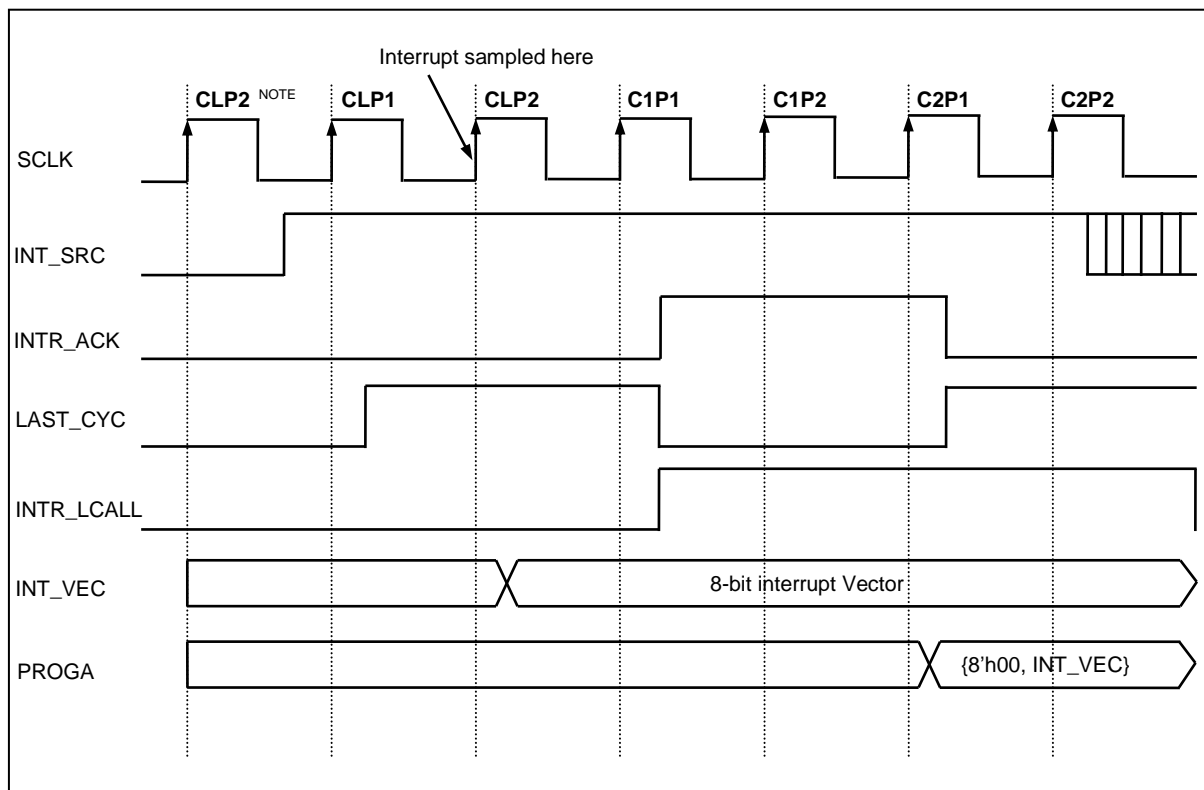 Interrupt sampled here
CLP2 NOTE CLP1 CLP2 C1P1 C1P2 C2P1 C2P2
SCLK
INT_SRC
INTR_ACK
LAST_CYC
INTR_LCALL
INT_VEC 8-bit interrupt Vector
PROGA {8'h00, INT_VEC}